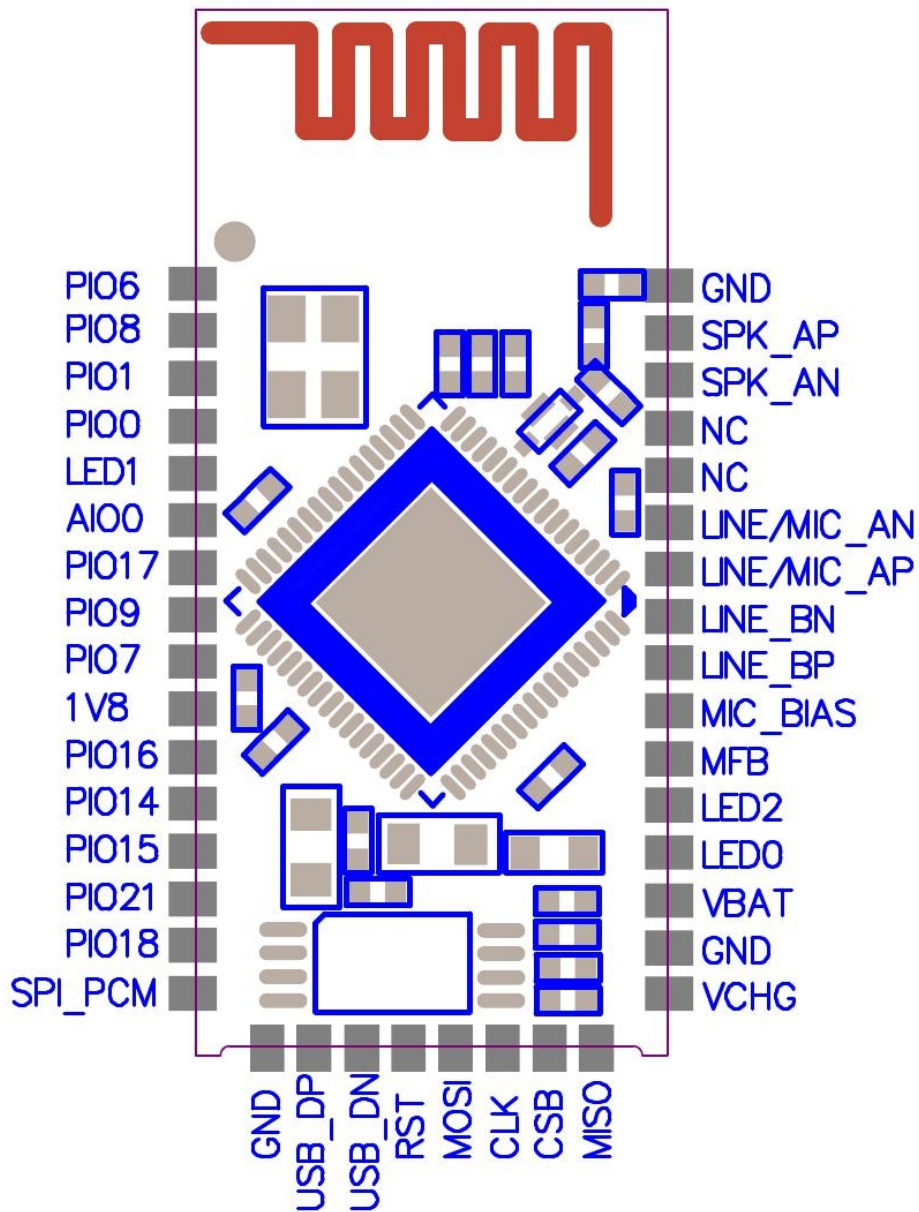 PIO6
PIO8
PIO1
PIO0
LED1
AIO0
PIO17
PIO9
PIO7
1V8
PIO16
PIO14
PIO15
PIO21
PIO18
SPI_PCM
GND
USB_DP
USB_DN
RST
MOSI
CLK
CSB
MISO
GND
SPK_AP
SPK_AN
NC
NC
LINE/MIC_AN
LINE/MIC_AP
LINE_BN
LINE_BP
MIC_BIAS
MFB
LED2
LED0
VBAT
GND
VCHG